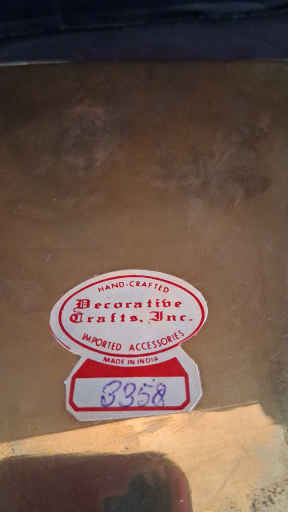 HAND-CRAFTED
Decorative
Crafts, Inc.
IMPORTED ACCESSORIES
MADE IN INDIA
3358